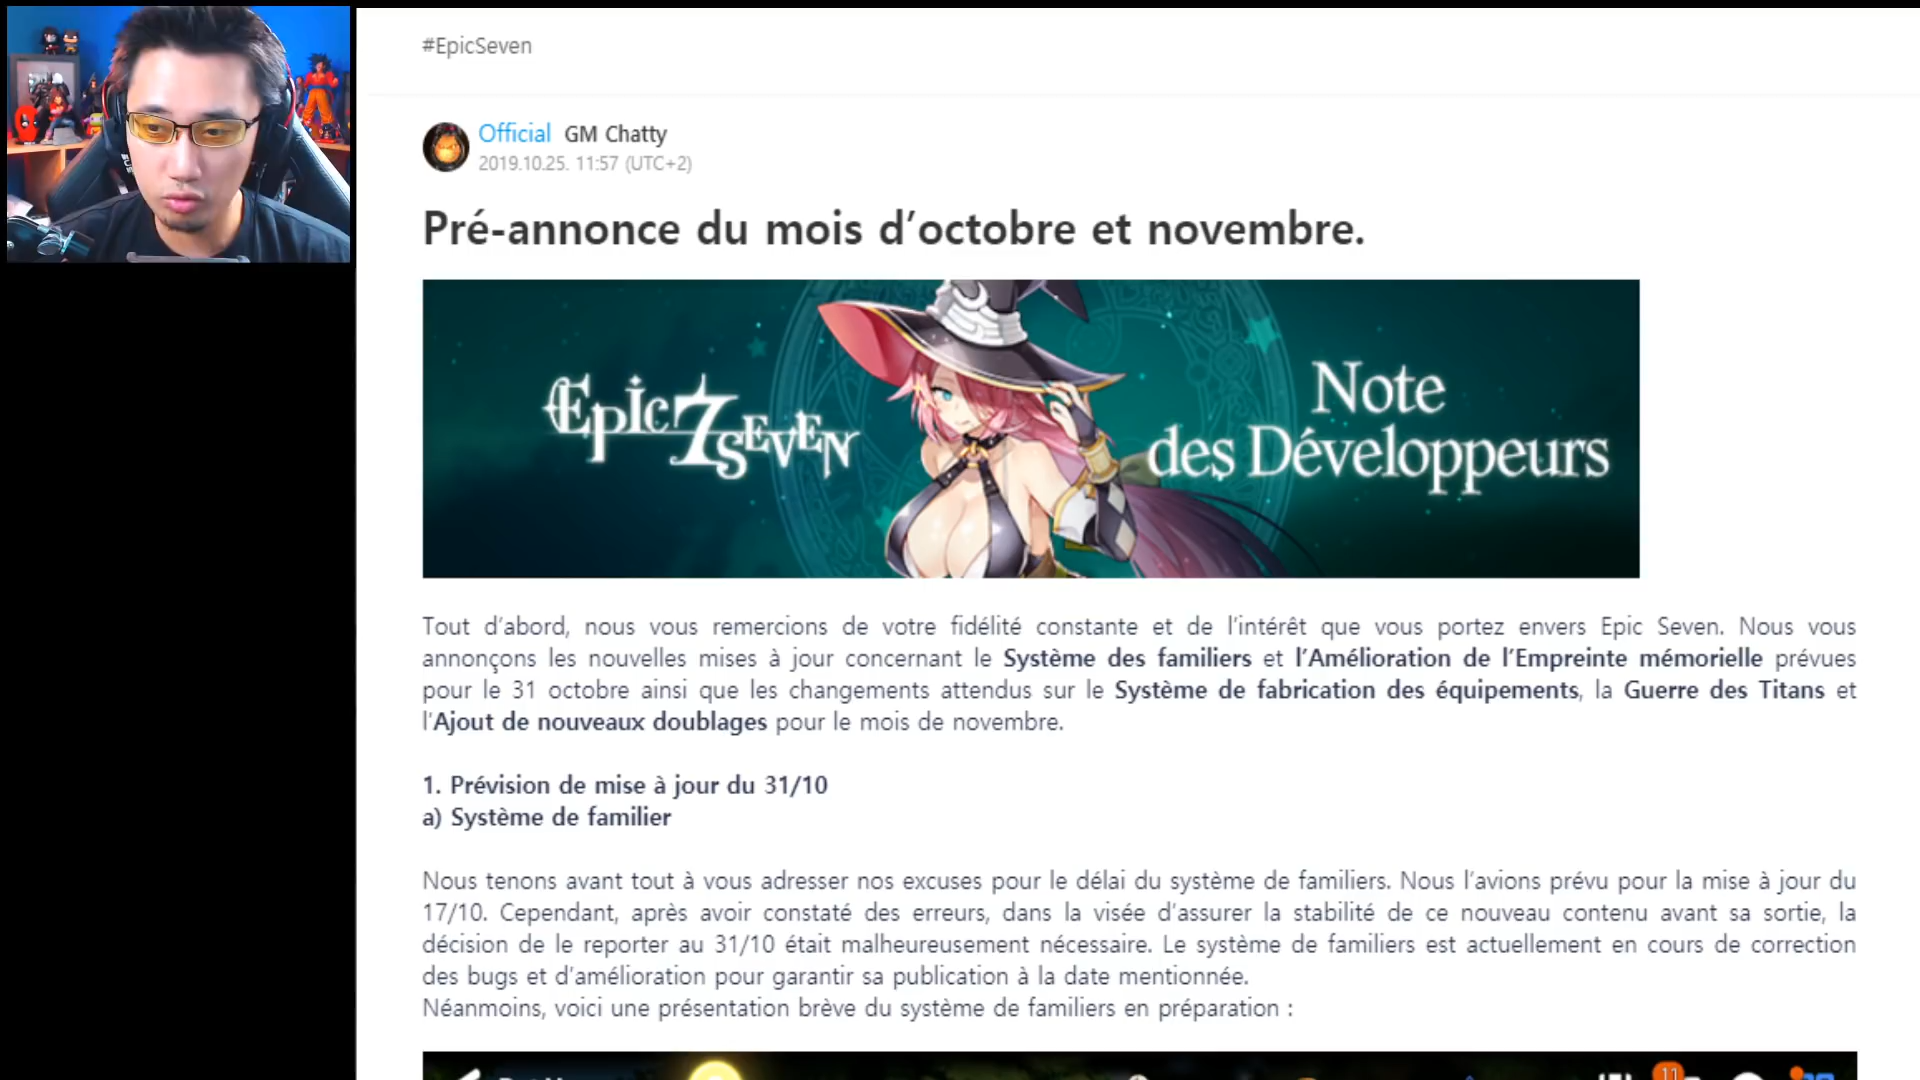 #EpicSeven
Official GM Chatty
2019.10.25. 11:57 (UTC+2)
Pré-annonce du mois d’octobre et novembre.
Epic 7 Seven
Note
des Développeurs
Tout d’abord, nous vous remercions de votre fidélité constante et de l’intérêt que vous portez envers Epic Seven. Nous vous
annonçons les nouvelles mises à jour concernant le Système des familiers et l’Amélioration de l’Empreinte mémorielle prévues
pour le 31 octobre ainsi que les changements attendus sur le Système de fabrication des équipements, la Guerre des Titans et
l’Ajout de nouveaux doublages pour le mois de novembre.
1. Prévision de mise à jour du 31/10
a) Système de familier
Nous tenons avant tout à vous adresser nos excuses pour le délai du système de familiers. Nous l’avions prévu pour la mise à jour du
17/10. Cependant, après avoir constaté des erreurs, dans la visée d’assurer la stabilité de ce nouveau contenu avant sa sortie, la
décision de le reporter au 31/10 était malheureusement nécessaire. Le système de familiers est actuellement en cours de correction
des bugs et d’amélioration pour garantir sa publication à la date mentionnée.
Néanmoins, voici une présentation brève du système de familiers en préparation :
11